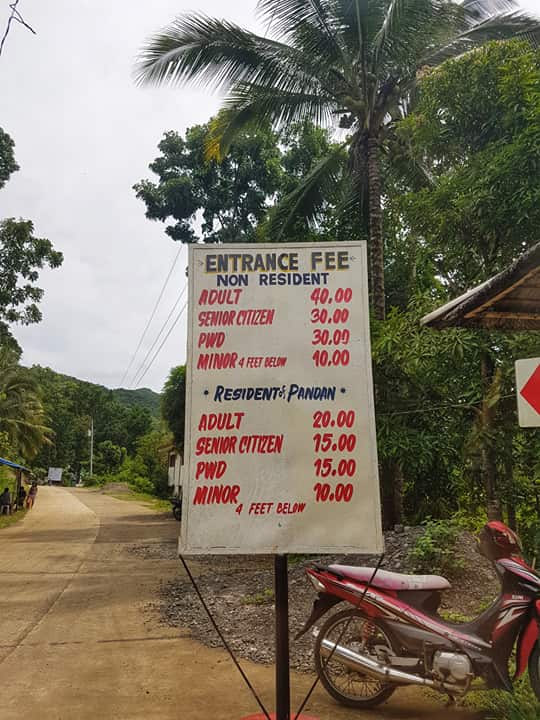 ENTRANCE FEE
NON RESIDENT
ADULT 40.00
SENIOR CITIZEN 30.00
PWD 30.00
MINOR 4 FEET BELOW 10.00
RESIDENT OF PANDAN
ADULT 20.00
SENIOR CITIZEN 15.00
PWD 15.00
MINOR 10.00
4 FEET BELOW